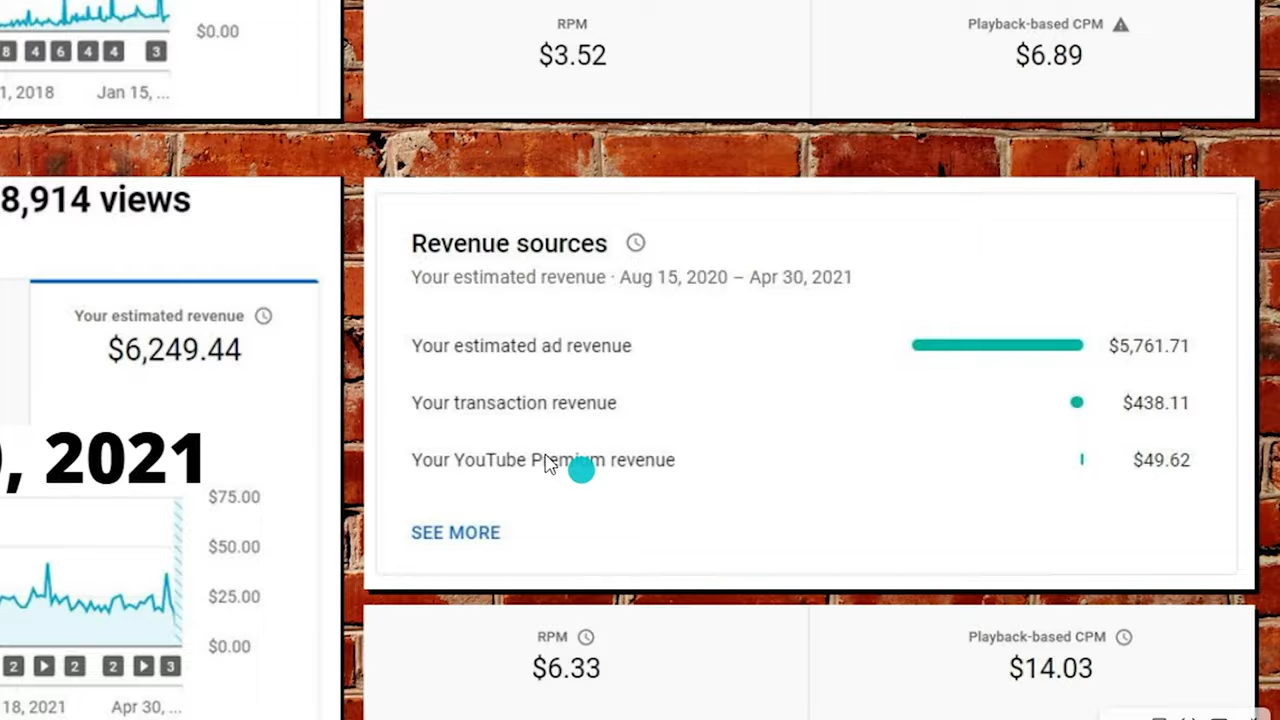 $0.00
8 4 6 4 4 3
1, 2018 Jan 15, ...
RPM
$3.52
Playback-based CPM
$6.89
8,914 views
Your estimated revenue
$6,249.44
, 2021
$75.00
$50.00
$25.00
$0.00
2 2 2 3
18, 2021 Apr 30, ...
Revenue sources
Your estimated revenue · Aug 15, 2020 – Apr 30, 2021
Your estimated ad revenue $5,761.71
Your transaction revenue $438.11
Your YouTube Premium revenue $49.62
SEE MORE
RPM
$6.33
Playback-based CPM
$14.03